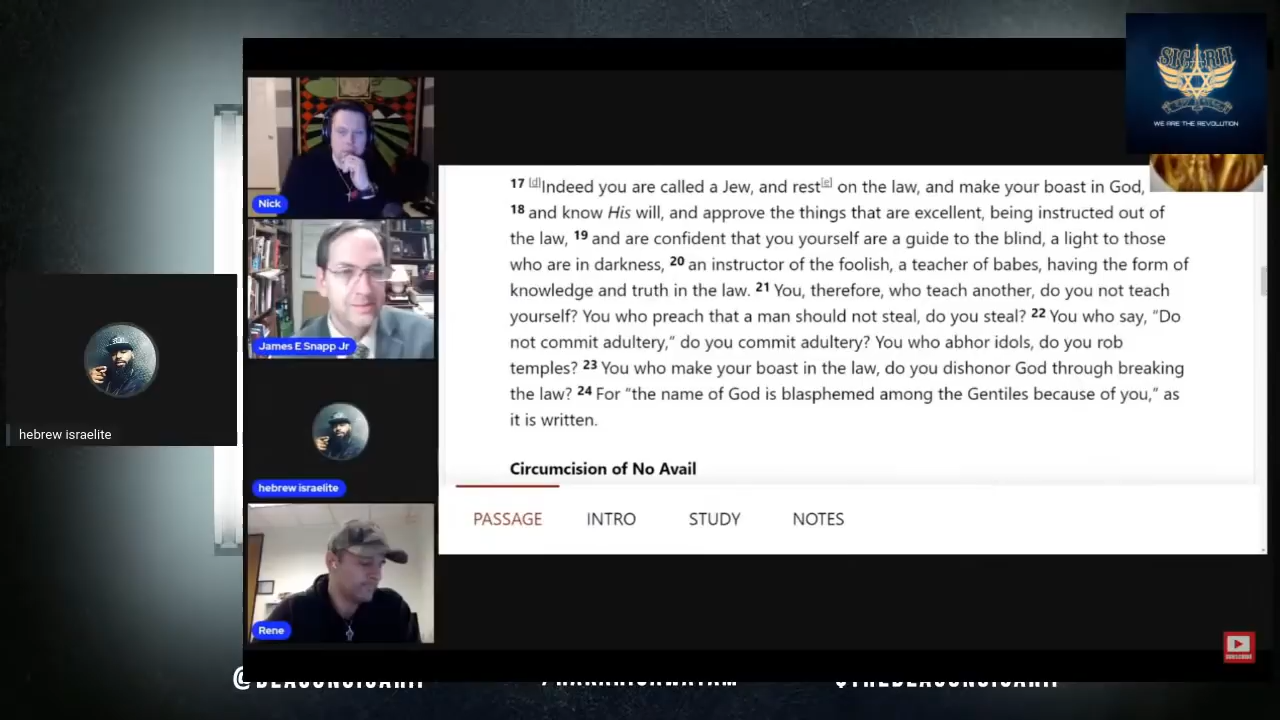 SICARII
WE ARE THE REVOLUTION
Nick
James E Snapp Jr
hebrew israelite
hebrew israelite
Rene
17 [d]Indeed you are called a Jew, and rest[e] on the law, and make your boast in God,
18 and know His will, and approve the things that are excellent, being instructed out of
the law, 19 and are confident that you yourself are a guide to the blind, a light to those
who are in darkness, 20 an instructor of the foolish, a teacher of babes, having the form of
knowledge and truth in the law. 21 You, therefore, who teach another, do you not teach
yourself? You who preach that a man should not steal, do you steal? 22 You who say, “Do
not commit adultery,” do you commit adultery? You who abhor idols, do you rob
temples? 23 You who make your boast in the law, do you dishonor God through breaking
the law? 24 For “the name of God is blasphemed among the Gentiles because of you,” as
it is written.
Circumcision of No Avail
PASSAGE INTRO STUDY NOTES
SUBSCRIBE